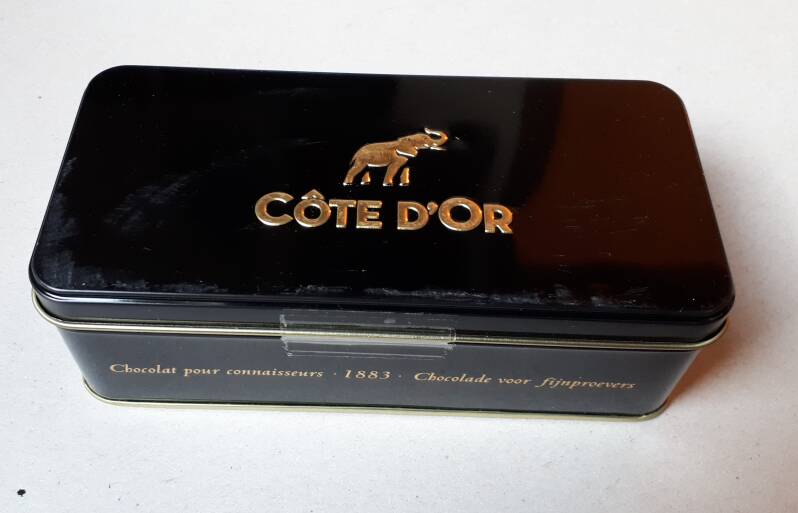 CÔTE D'OR
Chocolat pour connaisseurs · 1883 · Chocolade voor fijnproevers